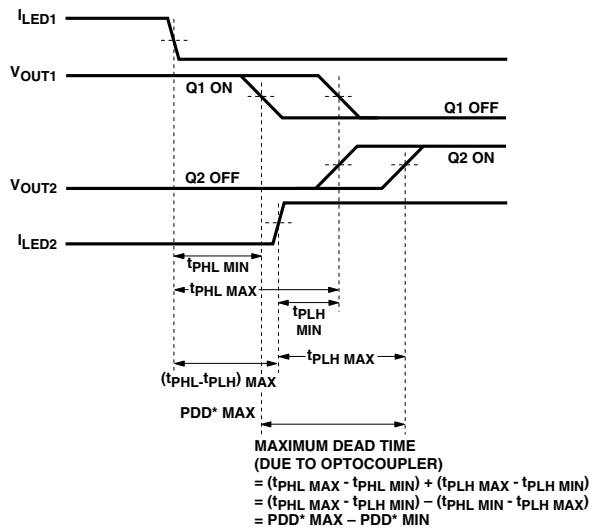 ILED1
VOUT1
Q1 ON
Q1 OFF
Q2 ON
Q2 OFF
VOUT2
ILED2
tPHL MIN
tPHL MAX
tPLH
MIN
tPLH MAX
(tPHL-tPLH) MAX
PDD* MAX
MAXIMUM DEAD TIME
(DUE TO OPTOCOUPLER)
= (tPHL MAX - tPHL MIN) + (tPLH MAX - tPLH MIN)
= (tPHL MAX - tPLH MIN) – (tPHL MIN - tPLH MAX)
= PDD* MAX – PDD* MIN